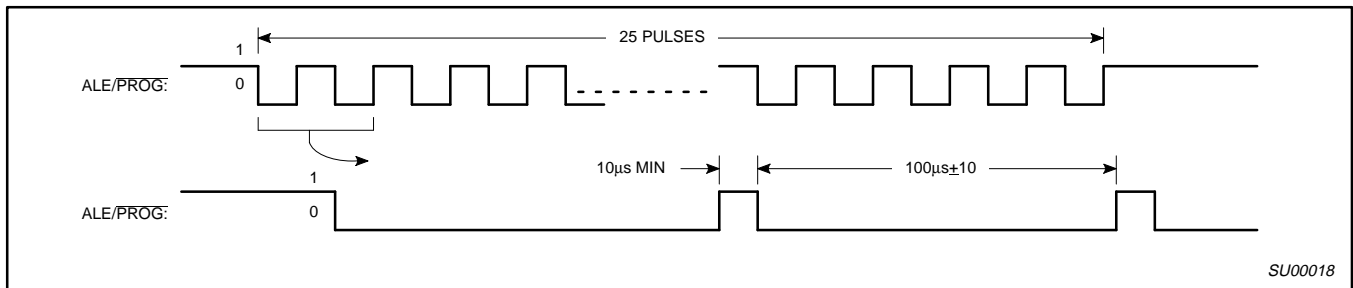 25 PULSES
1
ALE/PROG:
0
10µs MIN
100µs±10
1
ALE/PROG:
0
SU00018